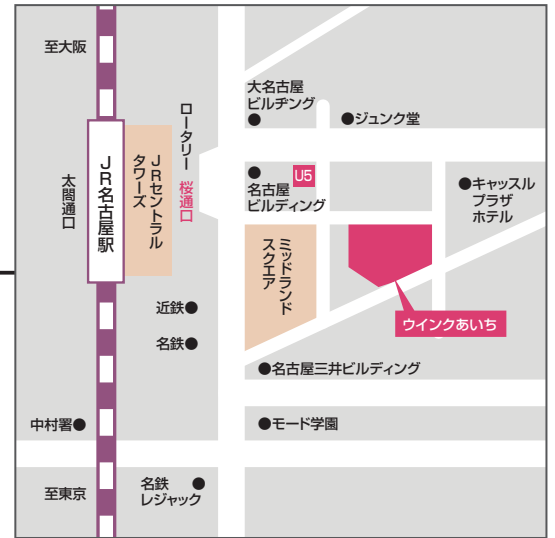 至大阪
大名古屋
ビルヂング
ジュンク堂
ロータリー
桜通口
JRセントラル
タワーズ
JR名古屋駅
太閤通口
U5
名古屋
ビルディング
キャッスル
プラザ
ホテル
ミッドランド
スクエア
近鉄
名鉄
ウインクあいち
名古屋三井ビルディング
中村署
モード学園
至東京
名鉄
レジャック